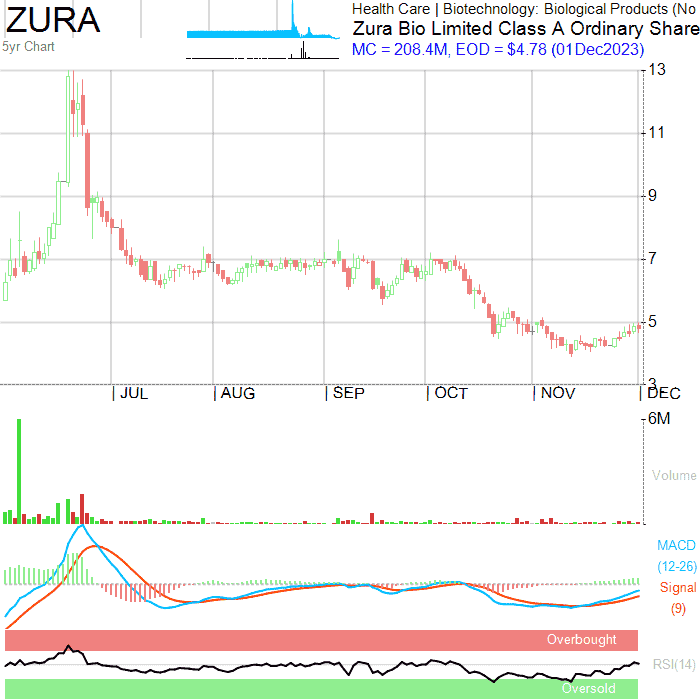 ZURA
5yr Chart
Health Care | Biotechnology: Biological Products (No
Zura Bio Limited Class A Ordinary Share
MC = 208.4M, EOD = $4.78 (01Dec2023)
13
11
9
7
5
3
| JUL | AUG | SEP | OCT | NOV | DEC
6M
Volume
MACD
(12-26)
Signal
(9)
Overbought
RSI(14)
Oversold